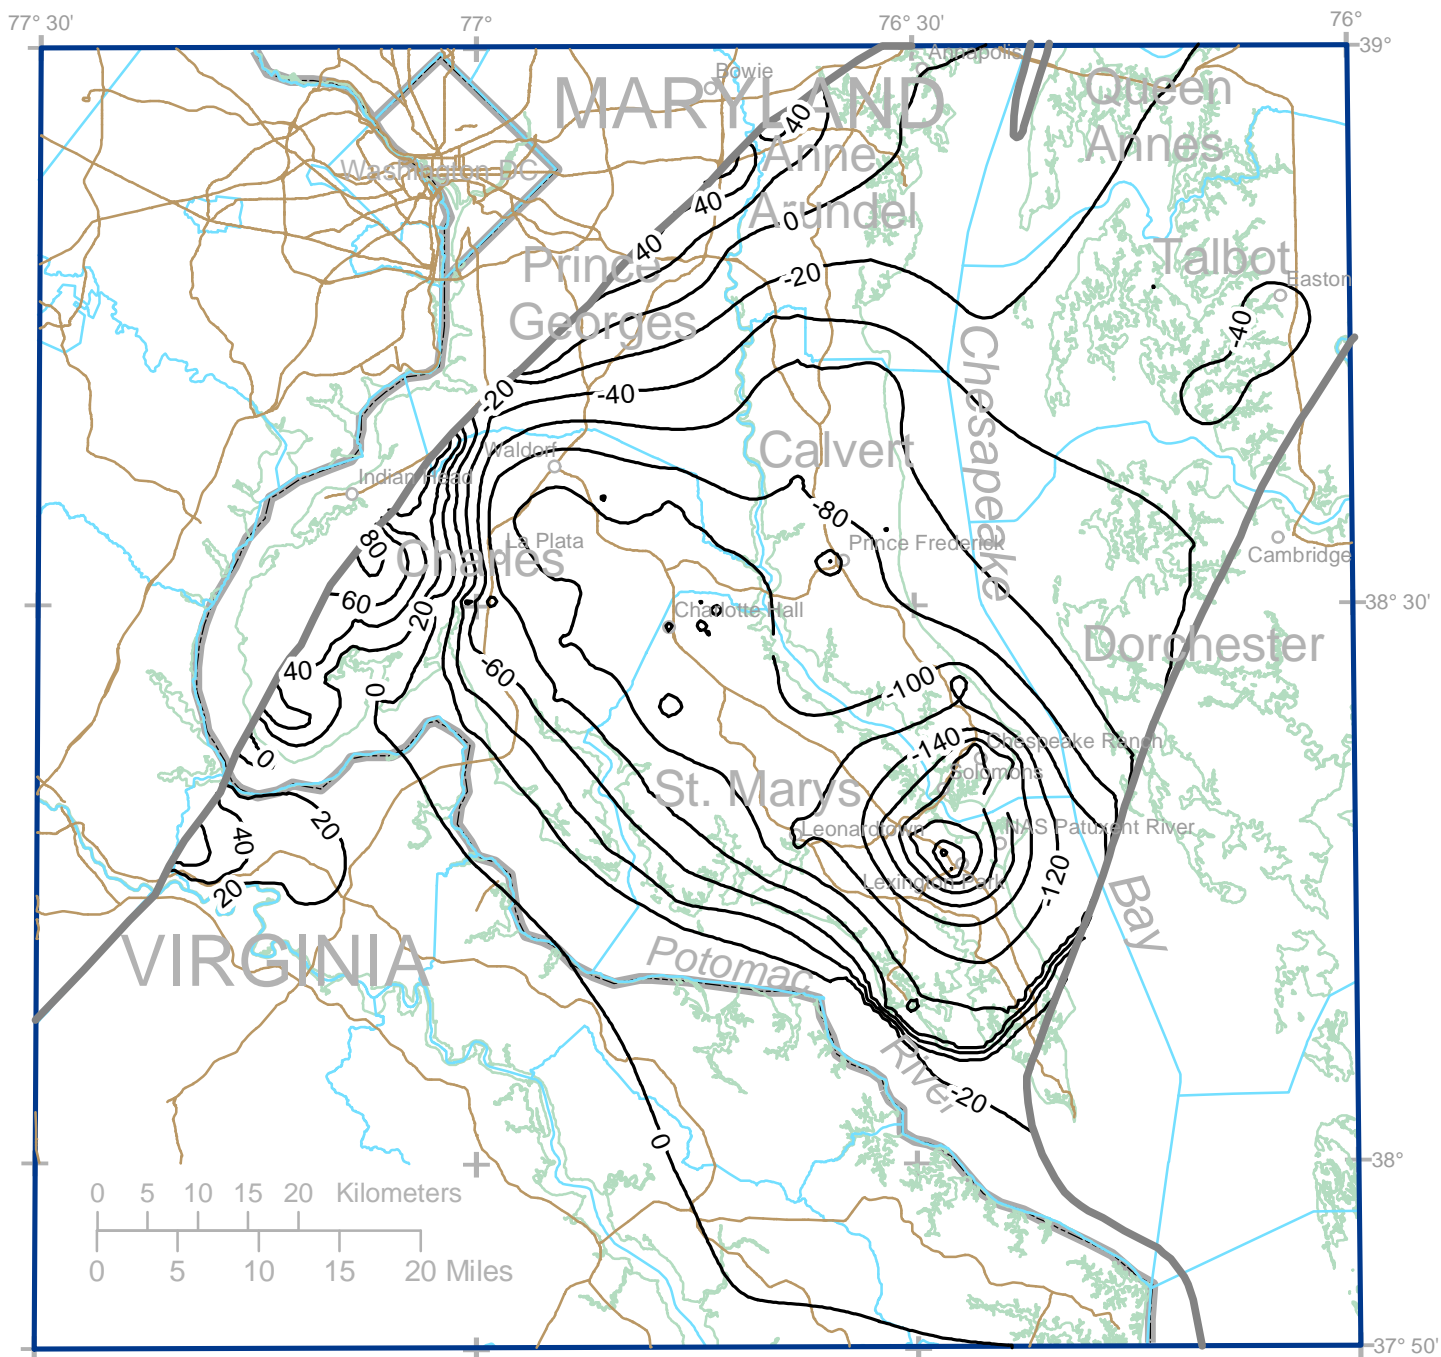 77° 30'
77°
76° 30'
76°
39°
Annapolis
Bowie
MARYLAND
Queen
Annes
40
Anne
Washington DC
40
Arundel
0
40
Prince
Georges
-20
Talbot
Easton
-40
Chesapeake
-20
-40
Calvert
Waldorf
Indian Head
-80
80
La Plata
Charles
Prince Frederick
Cambridge
60
20
Charlotte Hall
38° 30'
Dorchester
40
-60
0
-100
0
-140
Chespeake Ranch
Solomons
St. Marys
20
40
Leonardtown
NAS Patuxent River
20
Lexington Park
-120
Bay
VIRGINIA
Potomac
River
-20
0
38°
0 5 10 15 20 Kilometers
0 5 10 15 20 Miles
37° 50'